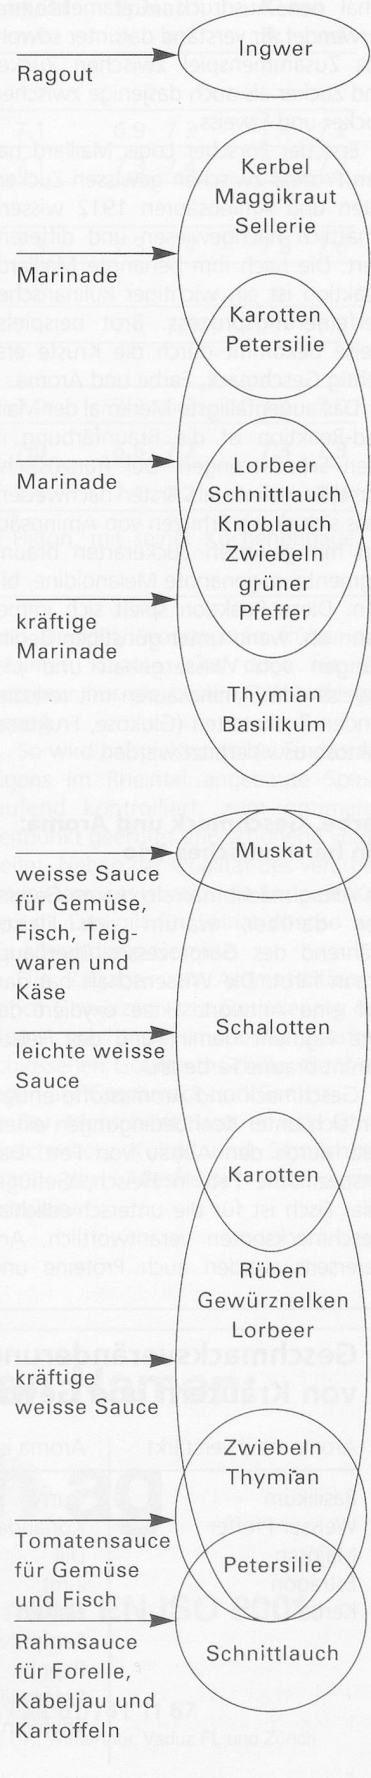 Ingwer
Ragout
Kerbel
Maggikraut
Sellerie
Marinade
Karotten
Petersilie
Lorbeer
Marinade
Schnittlauch
Knoblauch
Zwiebeln
grüner
Pfeffer
kräftige
Marinade
Thymian
Basilikum
Muskat
weisse Sauce
für Gemüse,
Fisch, Teig-
waren und
Käse
Schalotten
leichte weisse
Sauce
Karotten
Rüben
Gewürznelken
Lorbeer
kräftige
weisse Sauce
Zwiebeln
Thymian
Tomatensauce
für Gemüse
und Fisch
Petersilie
Rahmsauce
für Forelle,
Kabeljau und
Kartoffeln
Schnittlauch